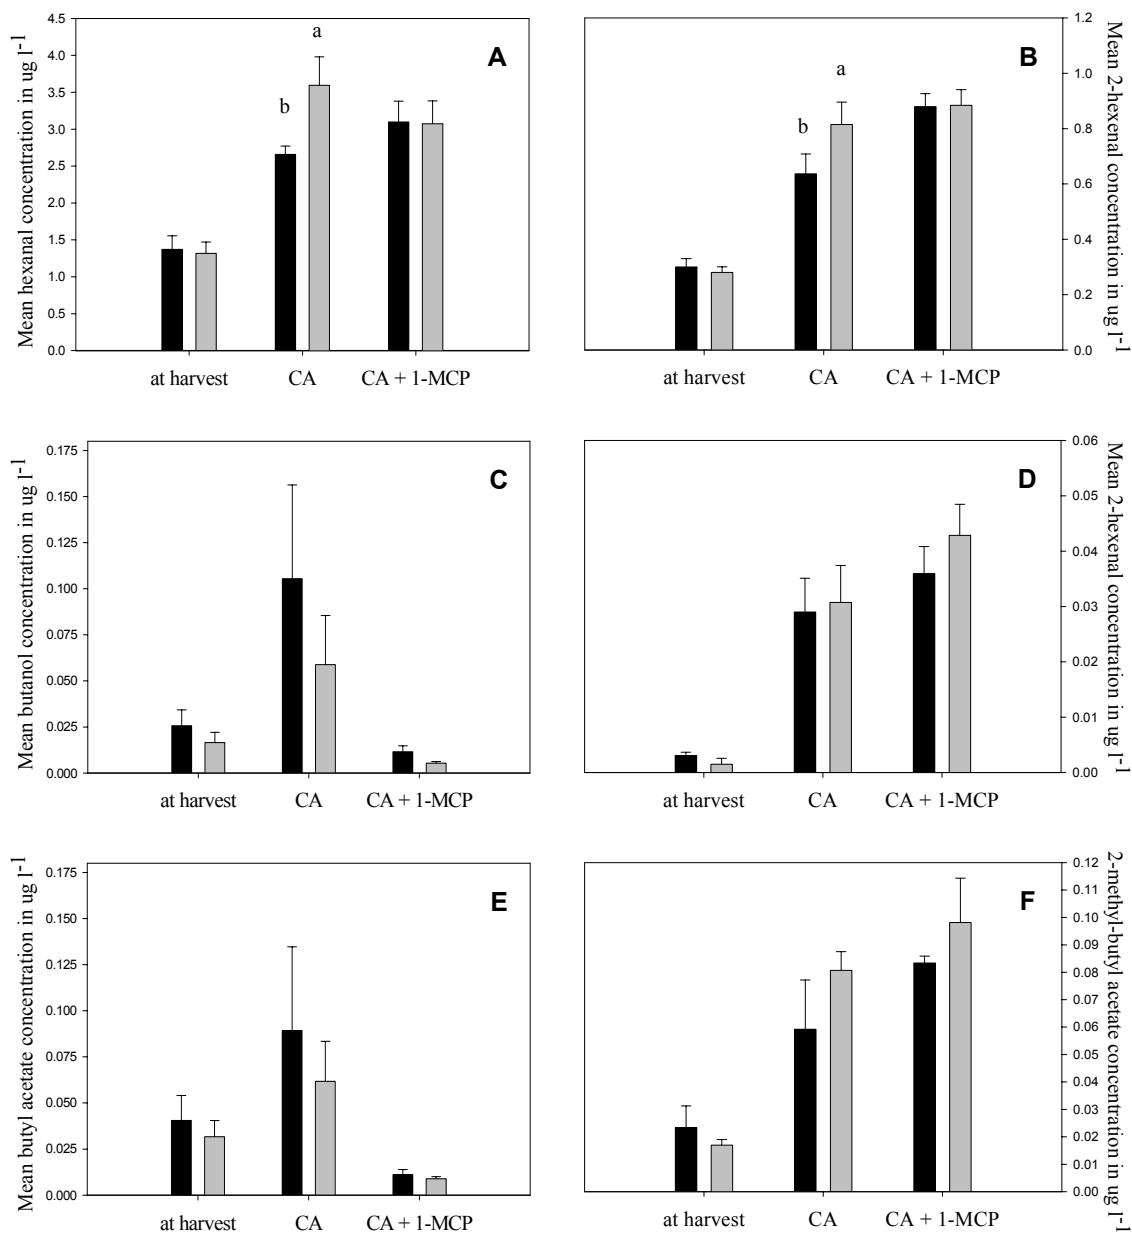 Mean hexanal concentration in ug l-1
4.5
4.0
3.5
3.0
2.5
2.0
1.5
1.0
0.5
0.0
A
b
a
at harvest
CA
CA + 1-MCP
Mean 2-hexenal concentration in ug l-1
1.2
1.0
0.8
0.6
0.4
0.2
0.0
B
b
a
at harvest
CA
CA + 1-MCP
Mean butanol concentration in ug l-1
0.175
0.150
0.125
0.100
0.075
0.050
0.025
0.000
C
at harvest
CA
CA + 1-MCP
Mean 2-hexenal concentration in ug l-1
0.06
0.05
0.04
0.03
0.02
0.01
0.00
D
at harvest
CA
CA + 1-MCP
Mean butyl acetate concentration in ug l-1
0.175
0.150
0.125
0.100
0.075
0.050
0.025
0.000
E
at harvest
CA
CA + 1-MCP
2-methyl-butyl acetate concentration in ug l-1
0.12
0.11
0.10
0.09
0.08
0.07
0.06
0.05
0.04
0.03
0.02
0.01
0.00
F
at harvest
CA
CA + 1-MCP